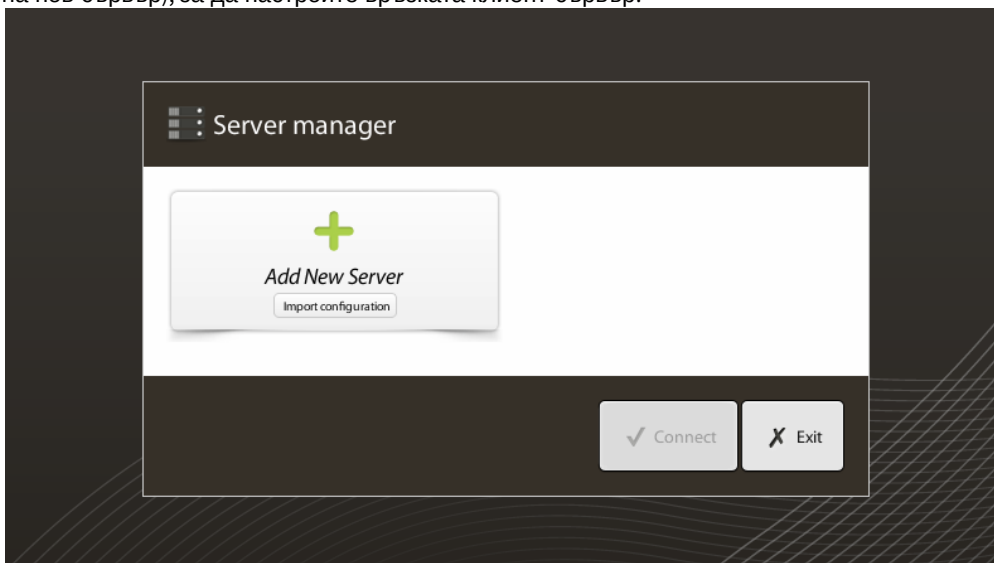 на нов сървър), за да настроите връзката клиент-сървър.
Server manager
Add New Server
Import configuration
Connect
Exit